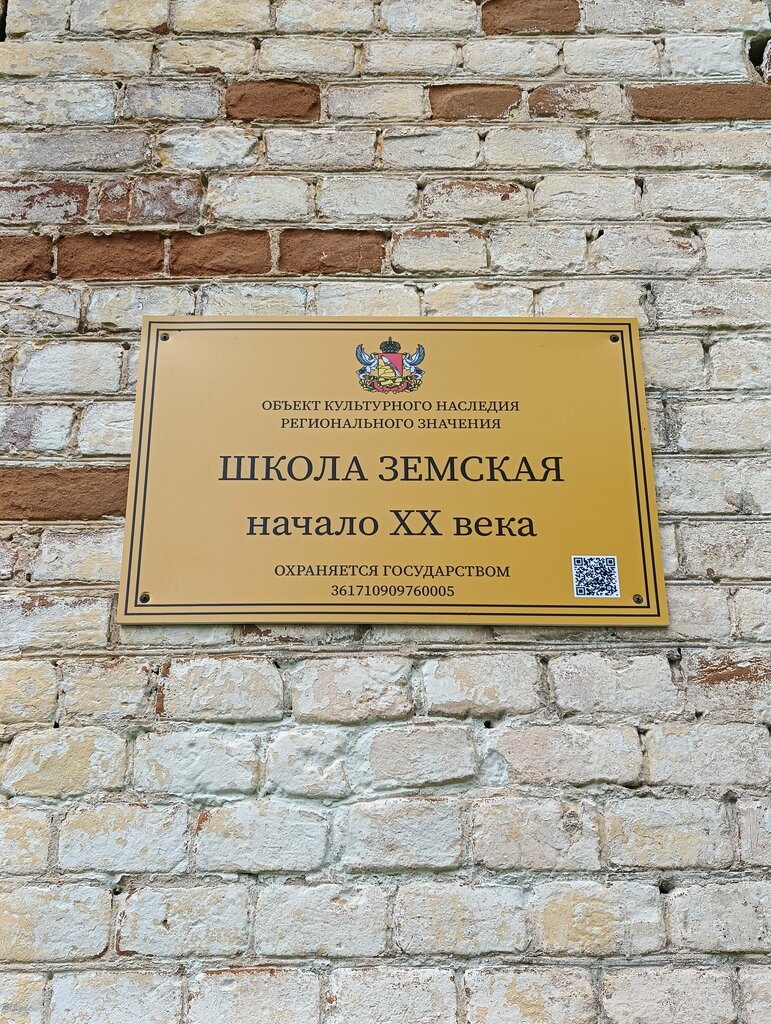 ОБЪЕКТ КУЛЬТУРНОГО НАСЛЕДИЯ
РЕГИОНАЛЬНОГО ЗНАЧЕНИЯ
ШКОЛА ЗЕМСКАЯ
начало XX века
ОХРАНЯЕТСЯ ГОСУДАРСТВОМ
361710909760005